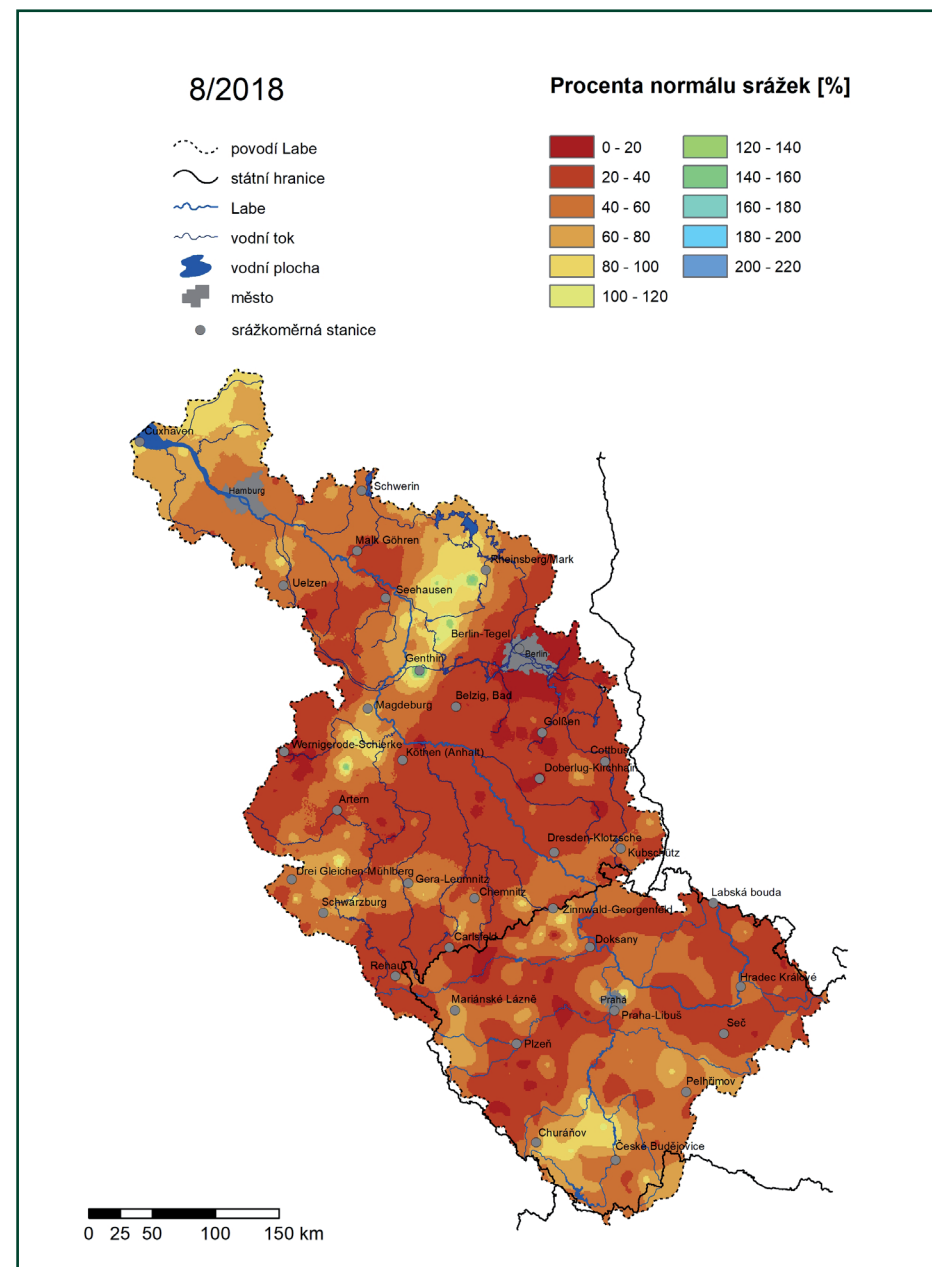 8/2018
povodí Labe
státní hranice
Labe
vodní tok
vodní plocha
město
srážkoměrná stanice
Procenta normálu srážek [%]
0 - 20
20 - 40
40 - 60
60 - 80
80 - 100
100 - 120
120 - 140
140 - 160
160 - 180
180 - 200
200 - 220
Cuxhaven
Hamburg
Schwerin
Malk Göhren
Rheinsberg/Mark
Uelzen
Seehausen
Berlin-Tegel
Berlin
Genthin
Belzig, Bad
Magdeburg
Golßen
Wernigerode-Schierke
Köthen (Anhalt)
Cottbus
Doberlug-Kirchhain
Artern
Dresden-Klotzsche
Kubschütz
Drei Gleichen-Mühlberg
Gera-Leumnitz
Chemnitz
Labská bouda
Schwarzburg
Zinnwald-Georgenfeld
Carlsfeld
Doksany
Rehau
Hradec Králové
Mariánské Lázně
Praha
Praha-Libuš
Seč
Plzeň
Pelhřimov
Churáňov
České Budějovice
0 25 50 100 150 km